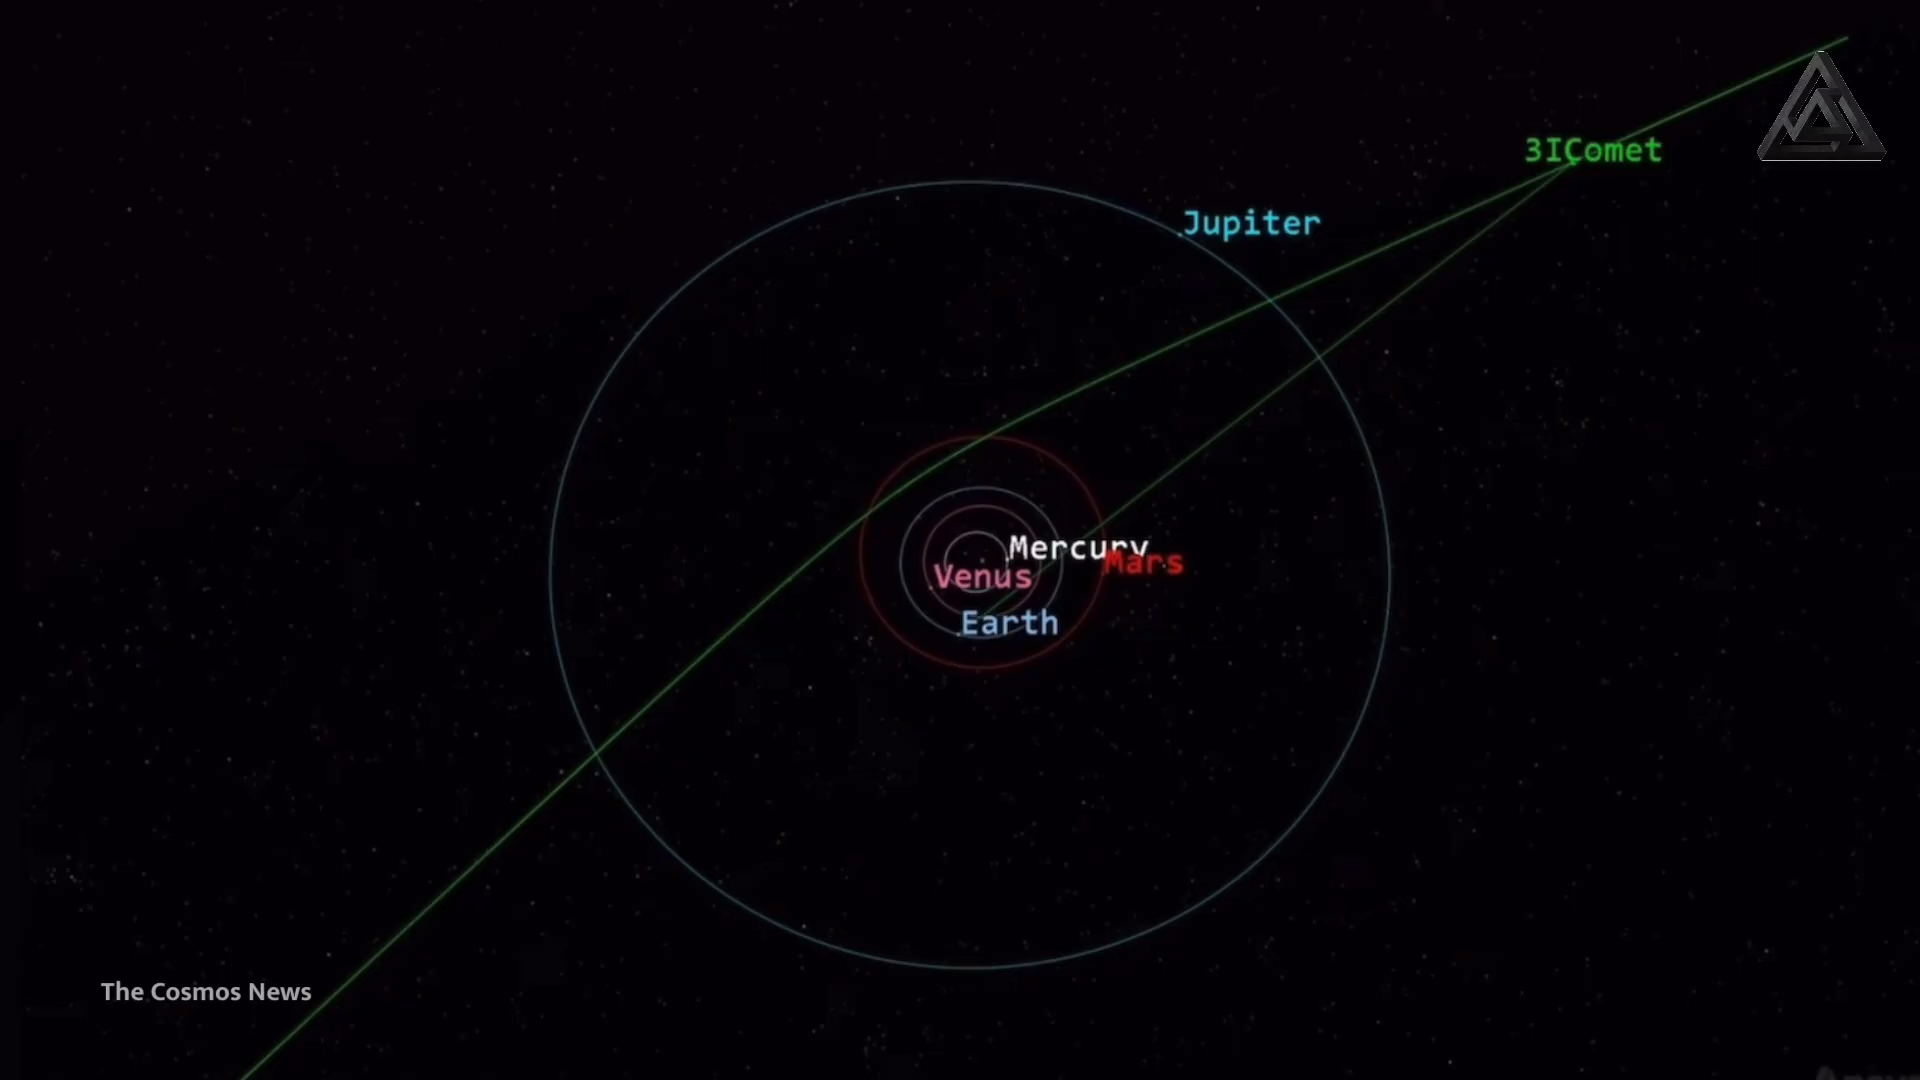 3IComet
Jupiter
Mercury
Mars
Venus
Earth
The Cosmos News